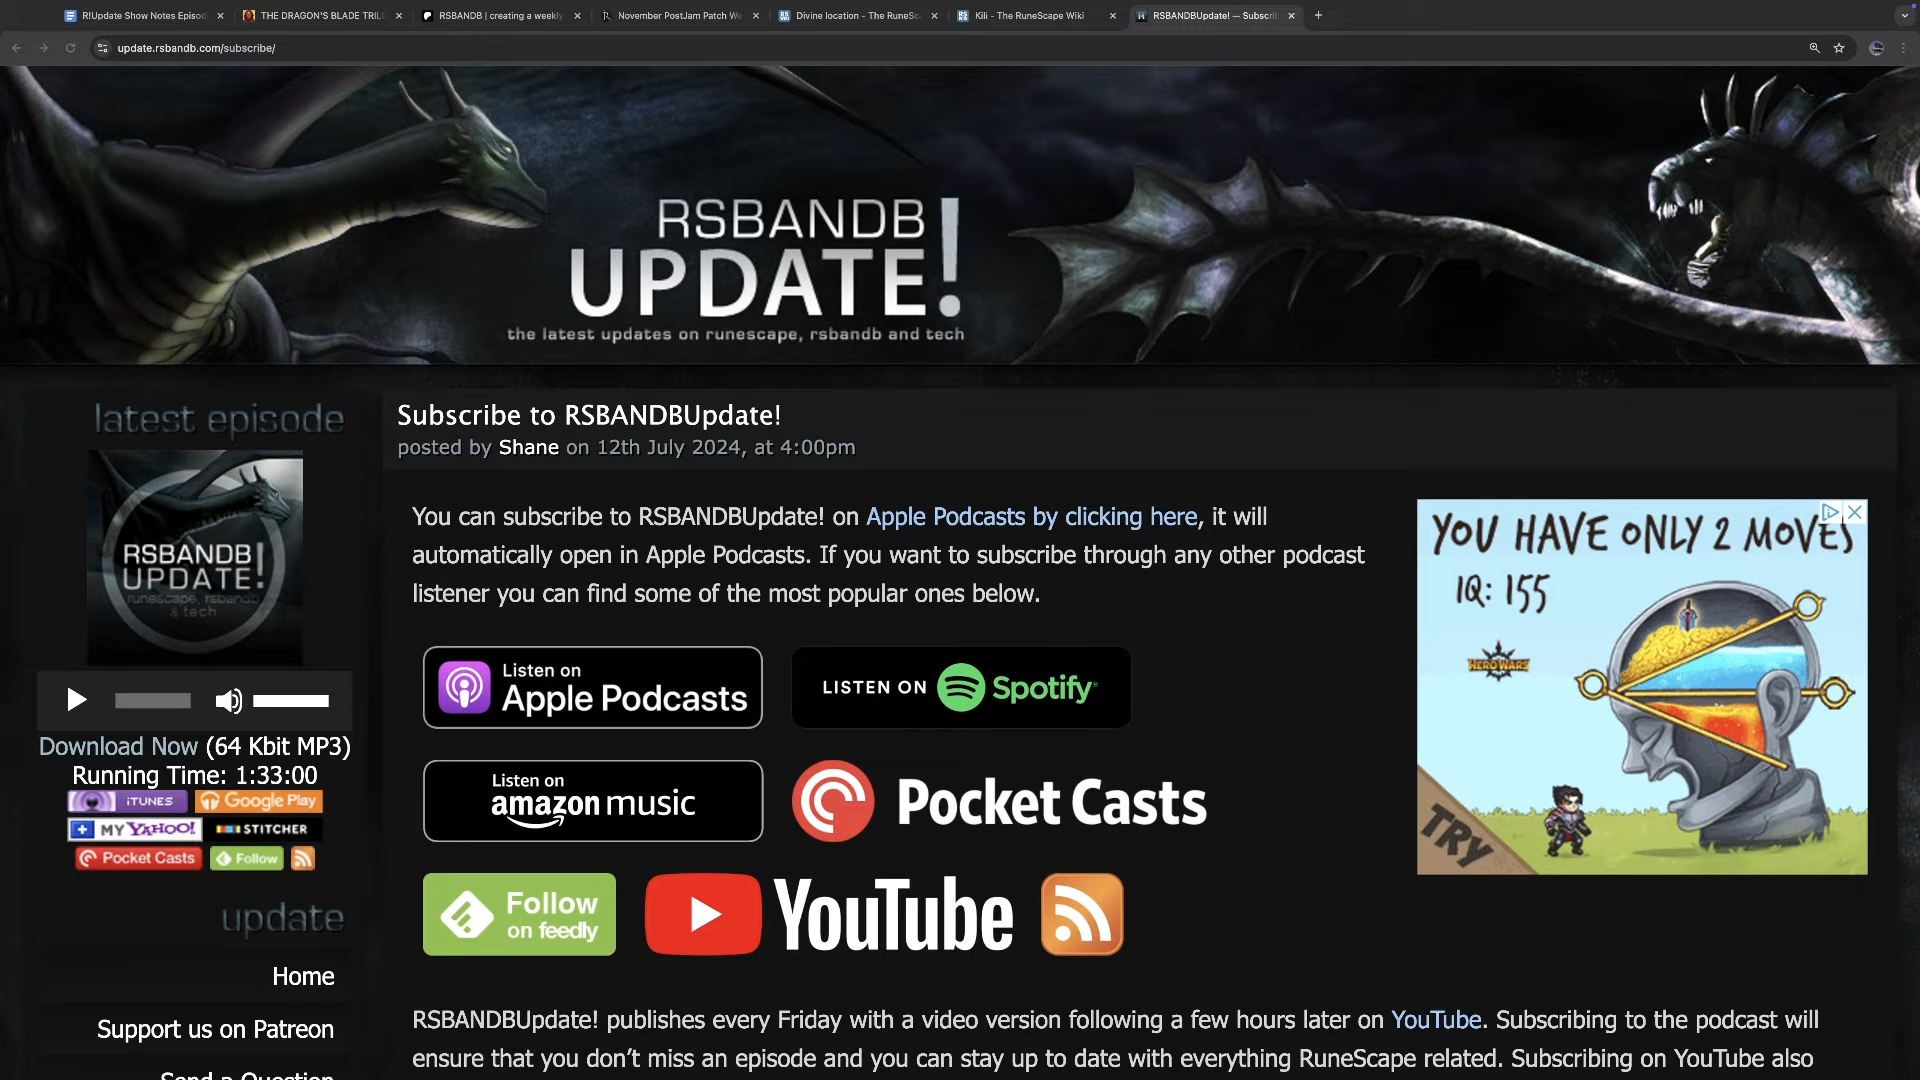 R!Update Show Notes Episod
THE DRAGON'S BLADE TRILO
RSBANDB | creating a weekly
November PostJam Patch We
Divine location - The RuneSc
Kili - The RuneScape Wiki
RSBANDBUpdate! — Subscrib
update.rsbandb.com/subscribe/
RSBANDB
UPDATE!
the latest updates on runescape, rsbandb and tech
latest episode
RSBANDB
UPDATE!
runescape, rsbandb
& tech
Download Now (64 Kbit MP3)
Running Time: 1:33:00
iTUNES
Google Play
MY YAHOO!
STITCHER
Pocket Casts
Follow
update
Home
Support us on Patreon
Send a Question
Subscribe to RSBANDBUpdate!
posted by Shane on 12th July 2024, at 4:00pm
You can subscribe to RSBANDBUpdate! on Apple Podcasts by clicking here, it will
automatically open in Apple Podcasts. If you want to subscribe through any other podcast
listener you can find some of the most popular ones below.
Listen on
Apple Podcasts
LISTEN ON Spotify
Listen on
amazon music
Pocket Casts
Follow
on feedly
YouTube
YOU HAVE ONLY 2 MOVES
IQ: 155
HERO WARS
TRY
RSBANDBUpdate! publishes every Friday with a video version following a few hours later on YouTube. Subscribing to the podcast will
ensure that you don't miss an episode and you can stay up to date with everything RuneScape related. Subscribing on YouTube also